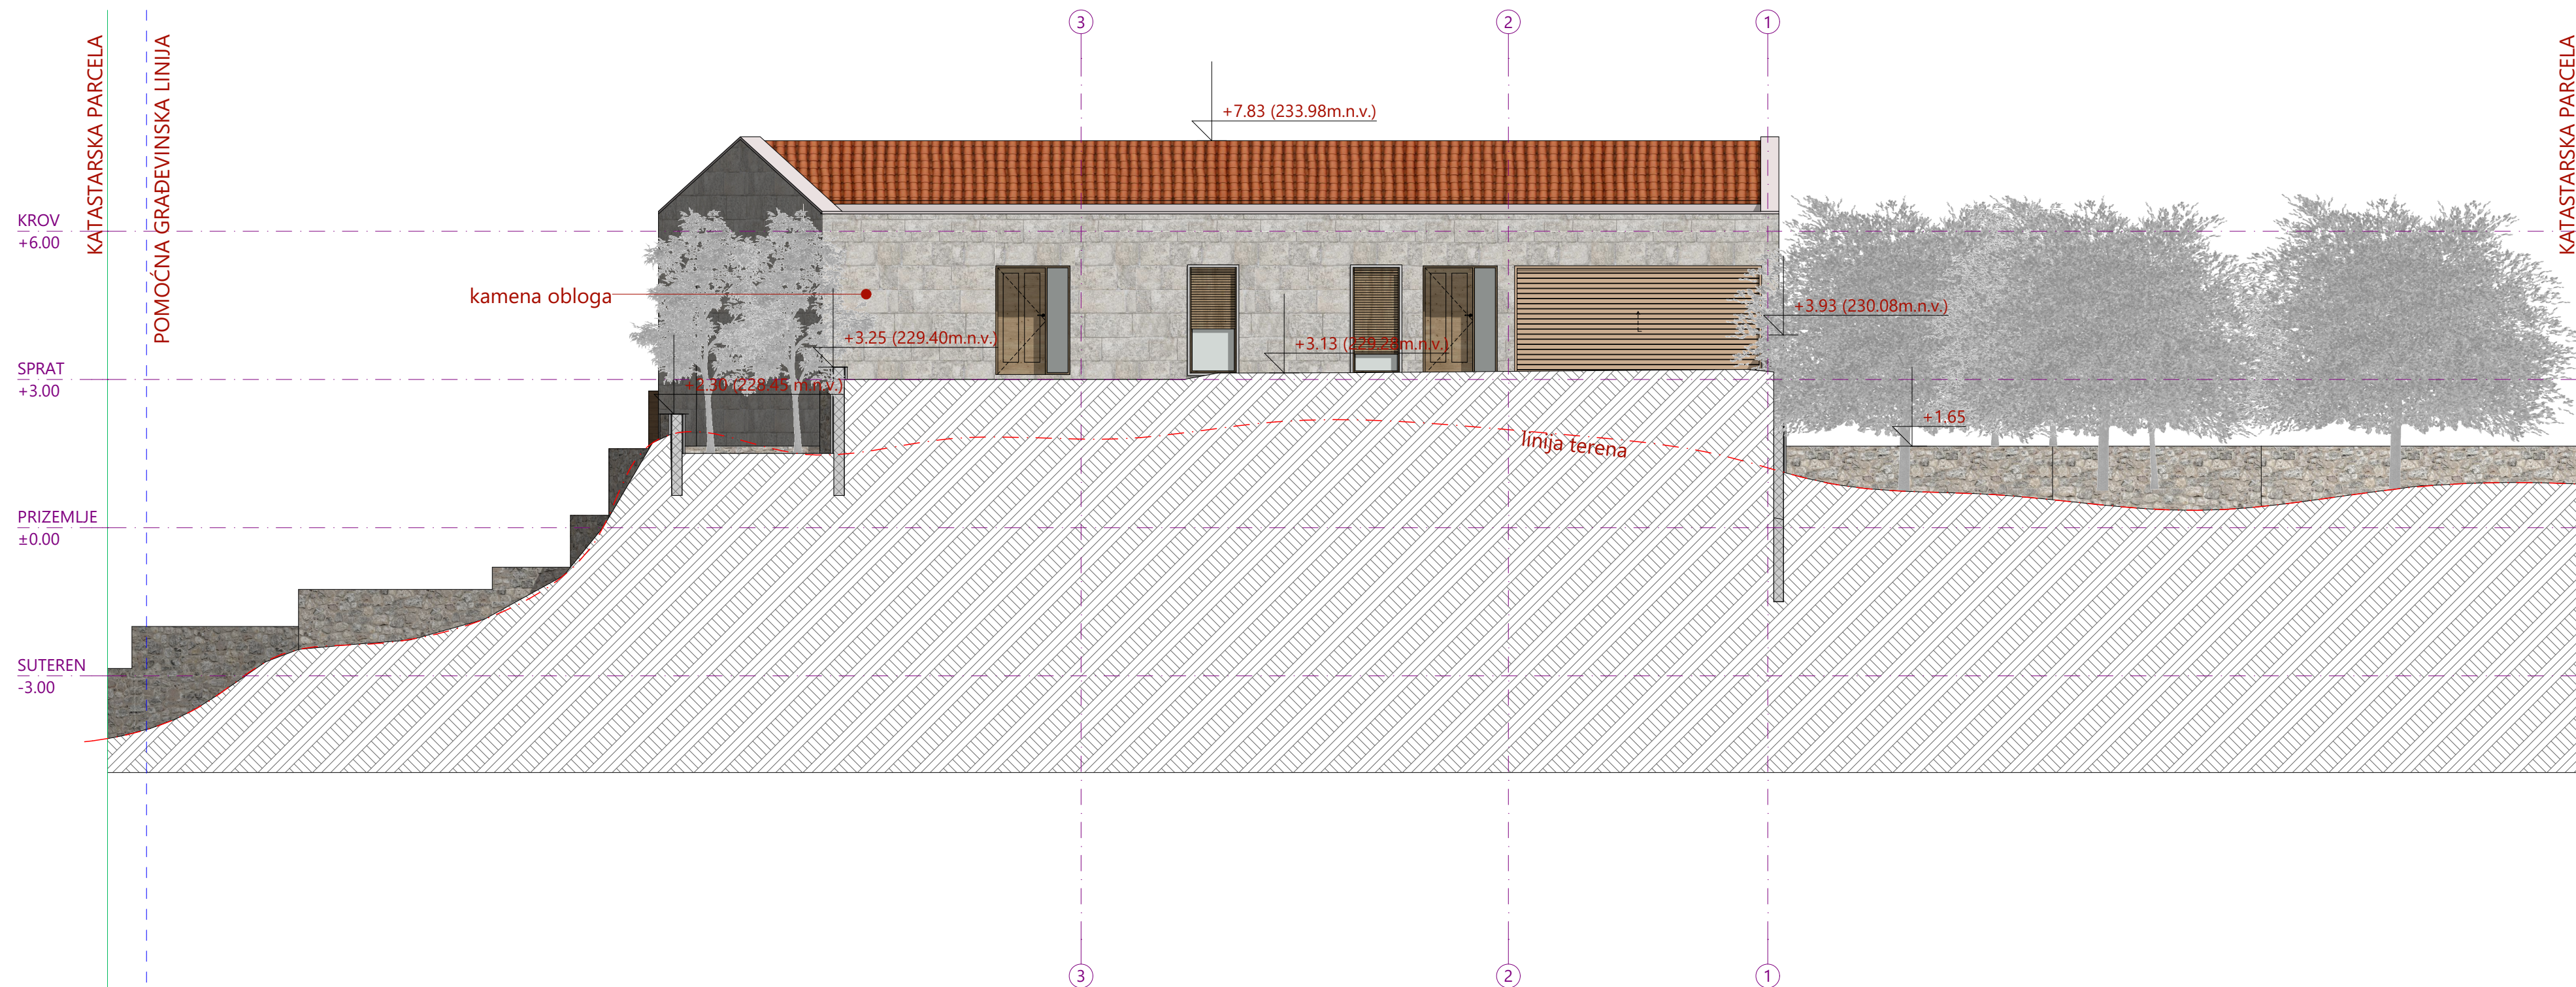 3
2
1
KATASTARSKA PARCELA
POMOĆNA GRAĐEVINSKA LINIJA
KATASTARSKA PARCELA
+7.83 (233.98m.n.v.)
KROV
+6.00
kamena obloga
+3.93 (230.08m.n.v.)
+3.25 (229.40m.n.v.)
+3.13 (229.28m.n.v.)
SPRAT
+3.00
+2.30 (228.45 m.n.v.)
+1.65
linija terena
PRIZEMLJE
±0.00
SUTEREN
-3.00
3
2
1